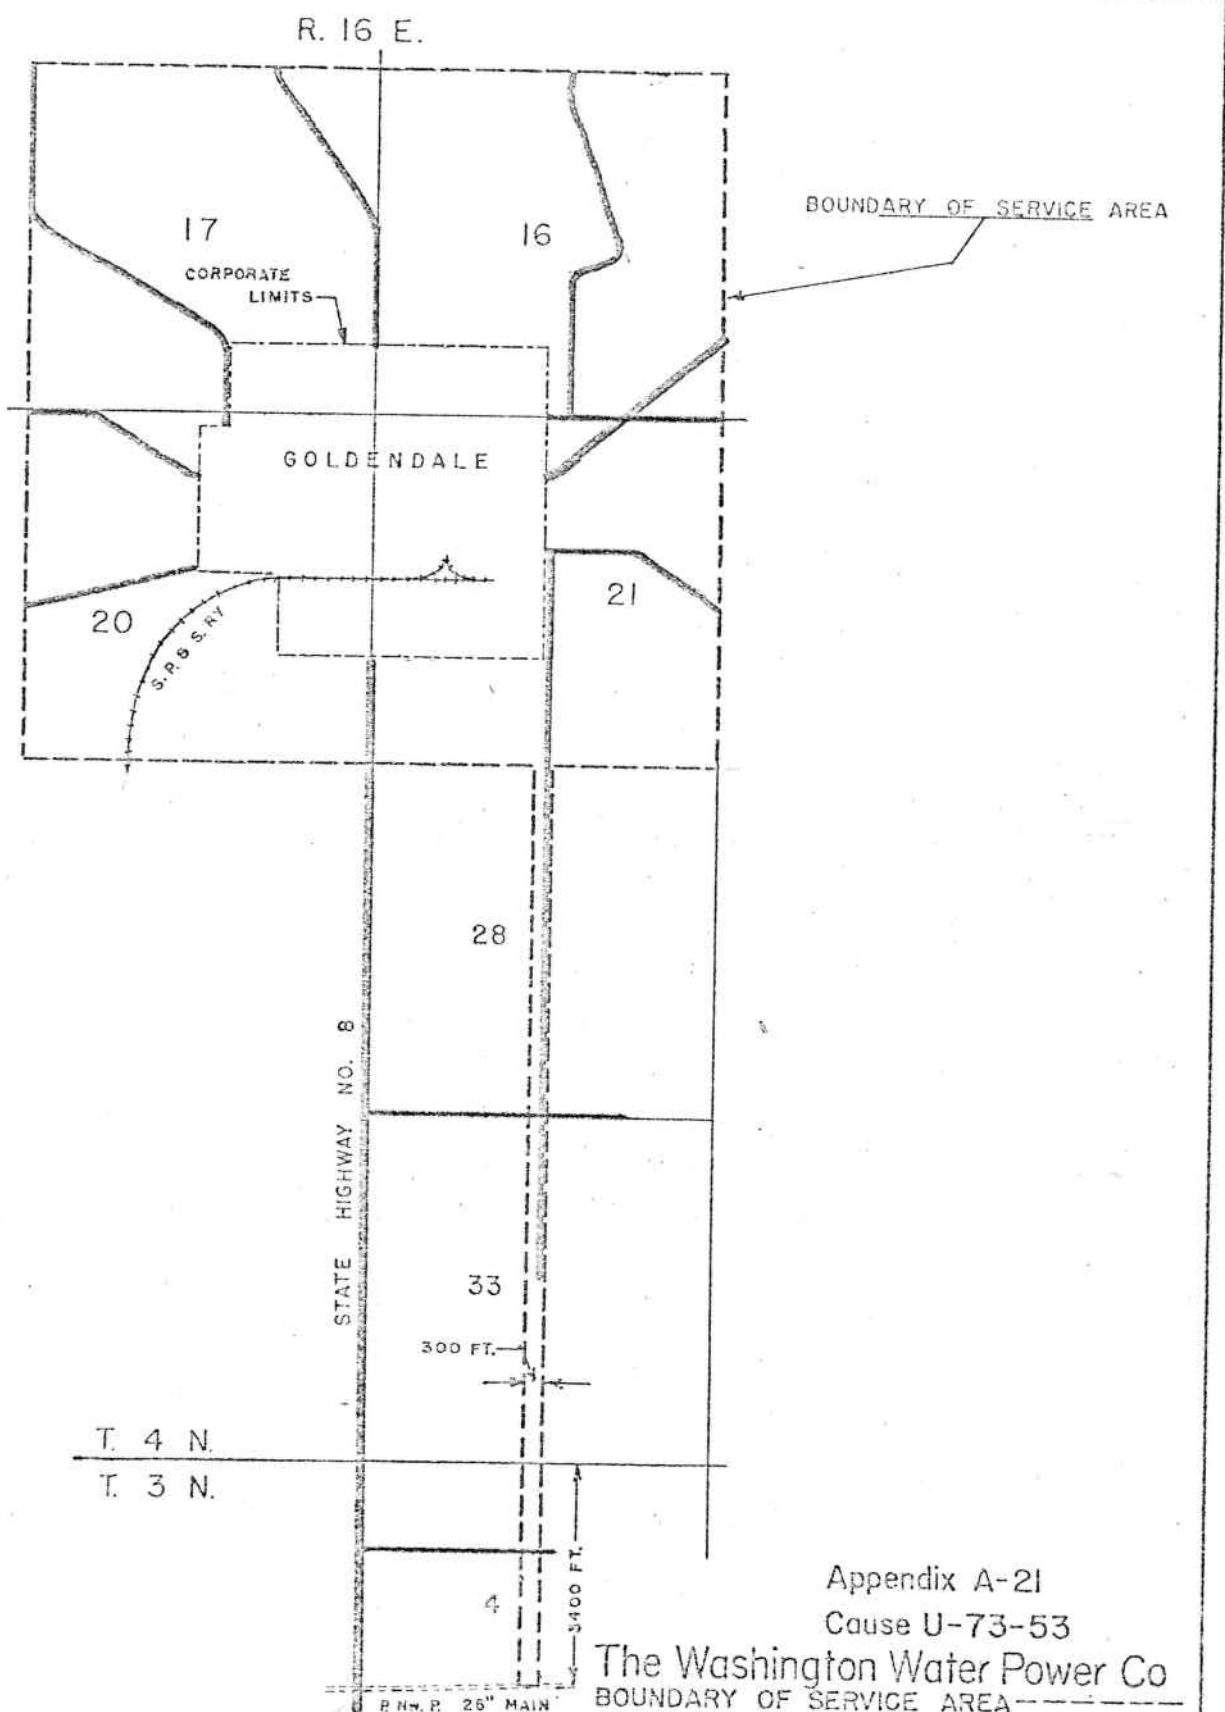 R. 16 E.
BOUNDARY OF SERVICE AREA
17
16
CORPORATE
LIMITS
GOLDENDALE
20
21
S.P. & S. RY
28
STATE HIGHWAY NO. 8
33
300 FT.
T. 4 N.
T. 3 N.
4
3400 FT.
P. NW. P. 26" MAIN
Appendix A-21
Cause U-73-53
The Washington Water Power Co
BOUNDARY OF SERVICE AREA